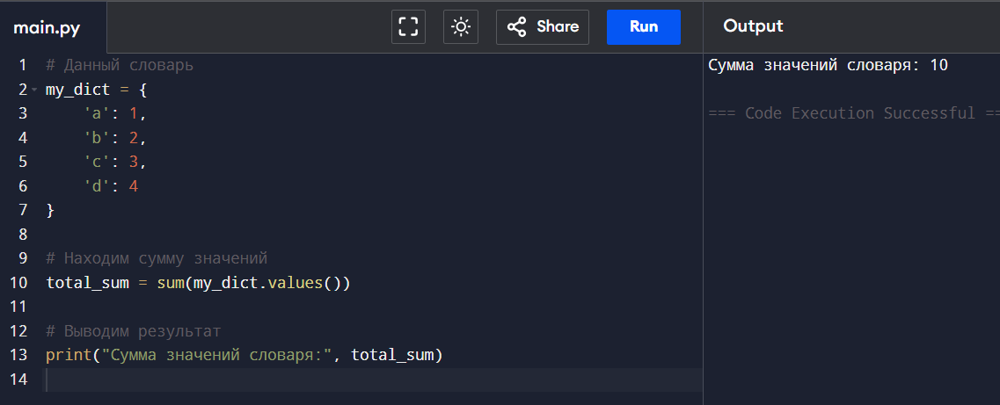 main.py
Share
Run
Output
1 # Данный словарь
2 my_dict = {
3     'a': 1,
4     'b': 2,
5     'c': 3,
6     'd': 4
7 }
8
9 # Находим сумму значений
10 total_sum = sum(my_dict.values())
11
12 # Выводим результат
13 print("Сумма значений словаря:", total_sum)
14
Сумма значений словаря: 10
=== Code Execution Successful ==